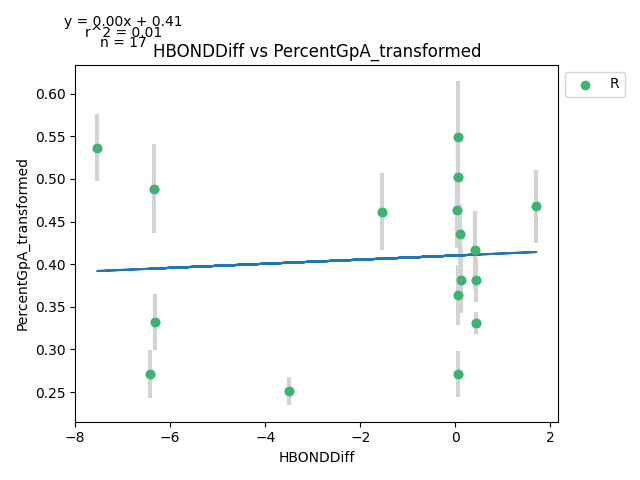 y = 0.00x + 0.41
r^2 = 0.01
n = 17
HBONDDiff vs PercentGpA_transformed
R
PercentGpA_transformed
0.60
0.55
0.50
0.45
0.40
0.35
0.30
0.25
−8
−6
−4
−2
0
2
HBONDDiff